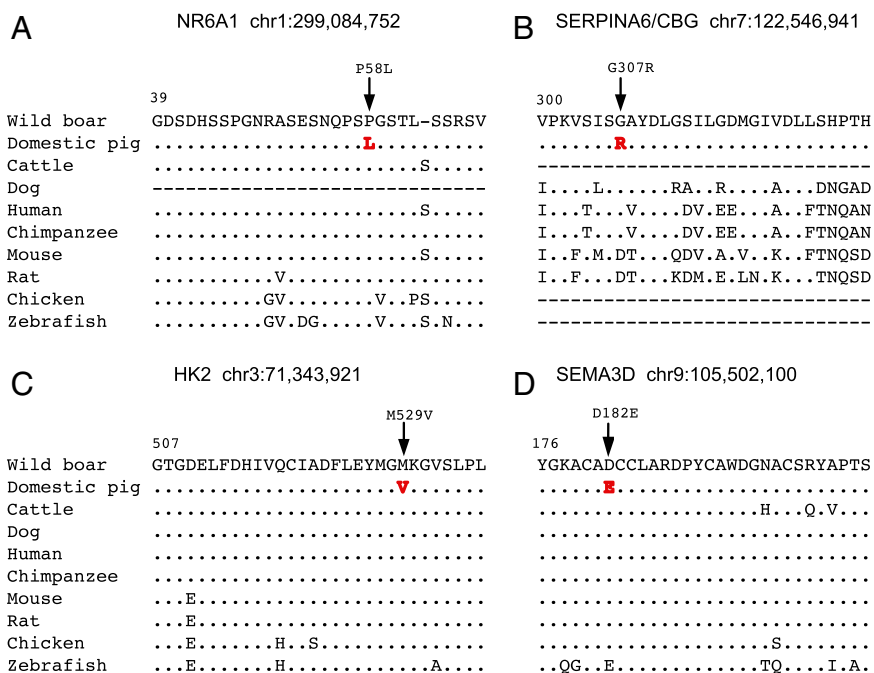 A NR6A1 chr1:299,084,752
P58L
39
Wild boar GDSDHSSPGNRASESNQPSPGSTL-SSRSV
Domestic pig ...................L..........
Cattle ........................S.....
Dog ------------------------------
Human ........................S.....
Chimpanzee ..............................
Mouse ........................S.....
Rat ...........V..................
Chicken ..........GV........V..PS.....
Zebrafish ..........GV.DG.....V...S.N...
B SERPINA6/CBG chr7:122,546,941
G307R
300
VPKVSISGAYDLGSILGDMGIVDLLSHPTH
.......R......................
------------------------------
I....L......RA..R....A...DNGAD
I...T...V....DV.EE...A..FTNQAN
I...T...V....DV.EE...A..FTNQAN
I..F.M.DT...QDV.A.V..K..FTNQSD
I..F...DT...KDM.E.LN.K...TNQSD
------------------------------
------------------------------
C HK2 chr3:71,343,921
M529V
507
Wild boar GTGDELFDHIVQCIADFLEYMGMKGVSLPL
Domestic pig ......................V.......
Cattle ..............................
Dog ..............................
Human ..............................
Chimpanzee ..............................
Mouse ...E..........................
Rat ...E..........................
Chicken ...E.......H..S...............
Zebrafish ...E.......H.............A....
D SEMA3D chr9:105,502,100
D182E
176
YGKACADCCLARDPYCAWDGNACSRYAPTS
......E.......................
....................H...Q.V...
..............................
..............................
..............................
..............................
..............................
.....................S........
..QG..E.............TQ....I.A.